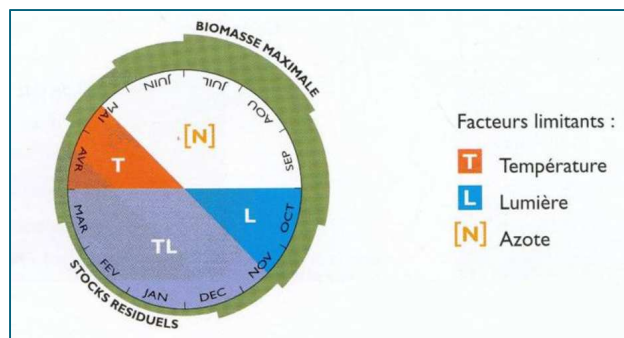 BIOMASSE MAXIMALE
JUIN
JUIL
MAI
AOU
[N]
AVR
T
SEP
MAR
L
OCT
TL
FEV
NOV
JAN
DEC
STOCKS RESIDUELS
Facteurs limitants :
T Température
L Lumière
[N] Azote